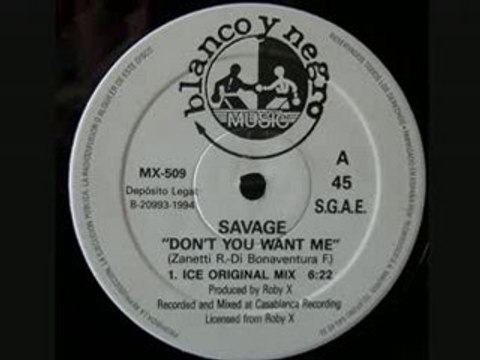 blanco y negro
MUSIC
MX-509
Depósito Legal
B-20993-1994
A
45
S.G.A.E.
SAVAGE
"DON'T YOU WANT ME"
(Zanetti R.-Di Bonaventura F.)
1. ICE ORIGINAL MIX 6:22
Produced by Roby X
Recorded and Mixed at Casablanca Recording
Licensed from Roby X